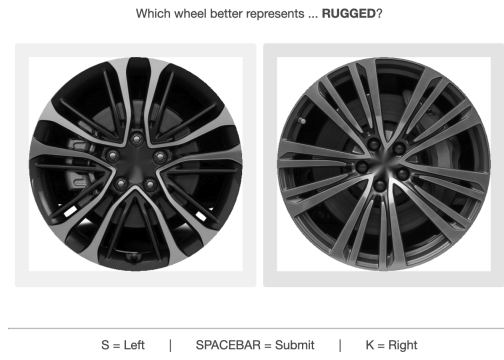 Which wheel better represents ... RUGGED?
S = Left | SPACEBAR = Submit | K = Right